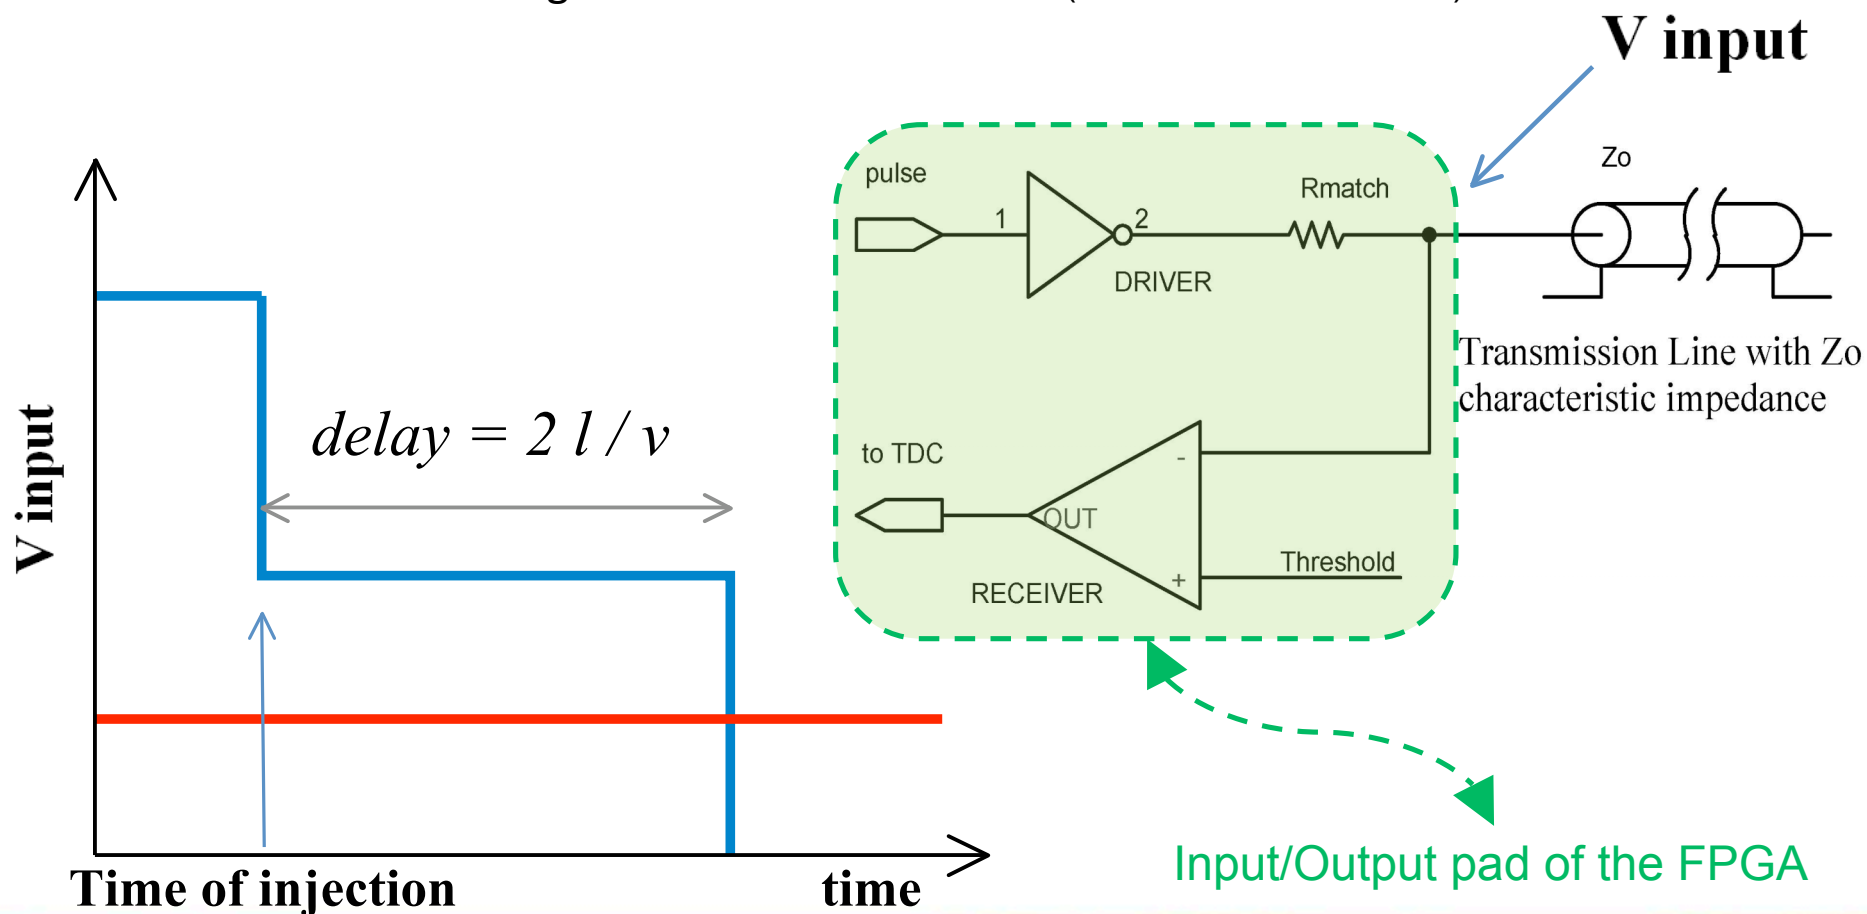 V input
pulse
1
2
Rmatch
Zo
DRIVER
Transmission Line with Zo
characteristic impedance
V input
delay = 2 l / v
to TDC
-
OUT
Threshold
+
RECEIVER
Time of injection
time
Input/Output pad of the FPGA